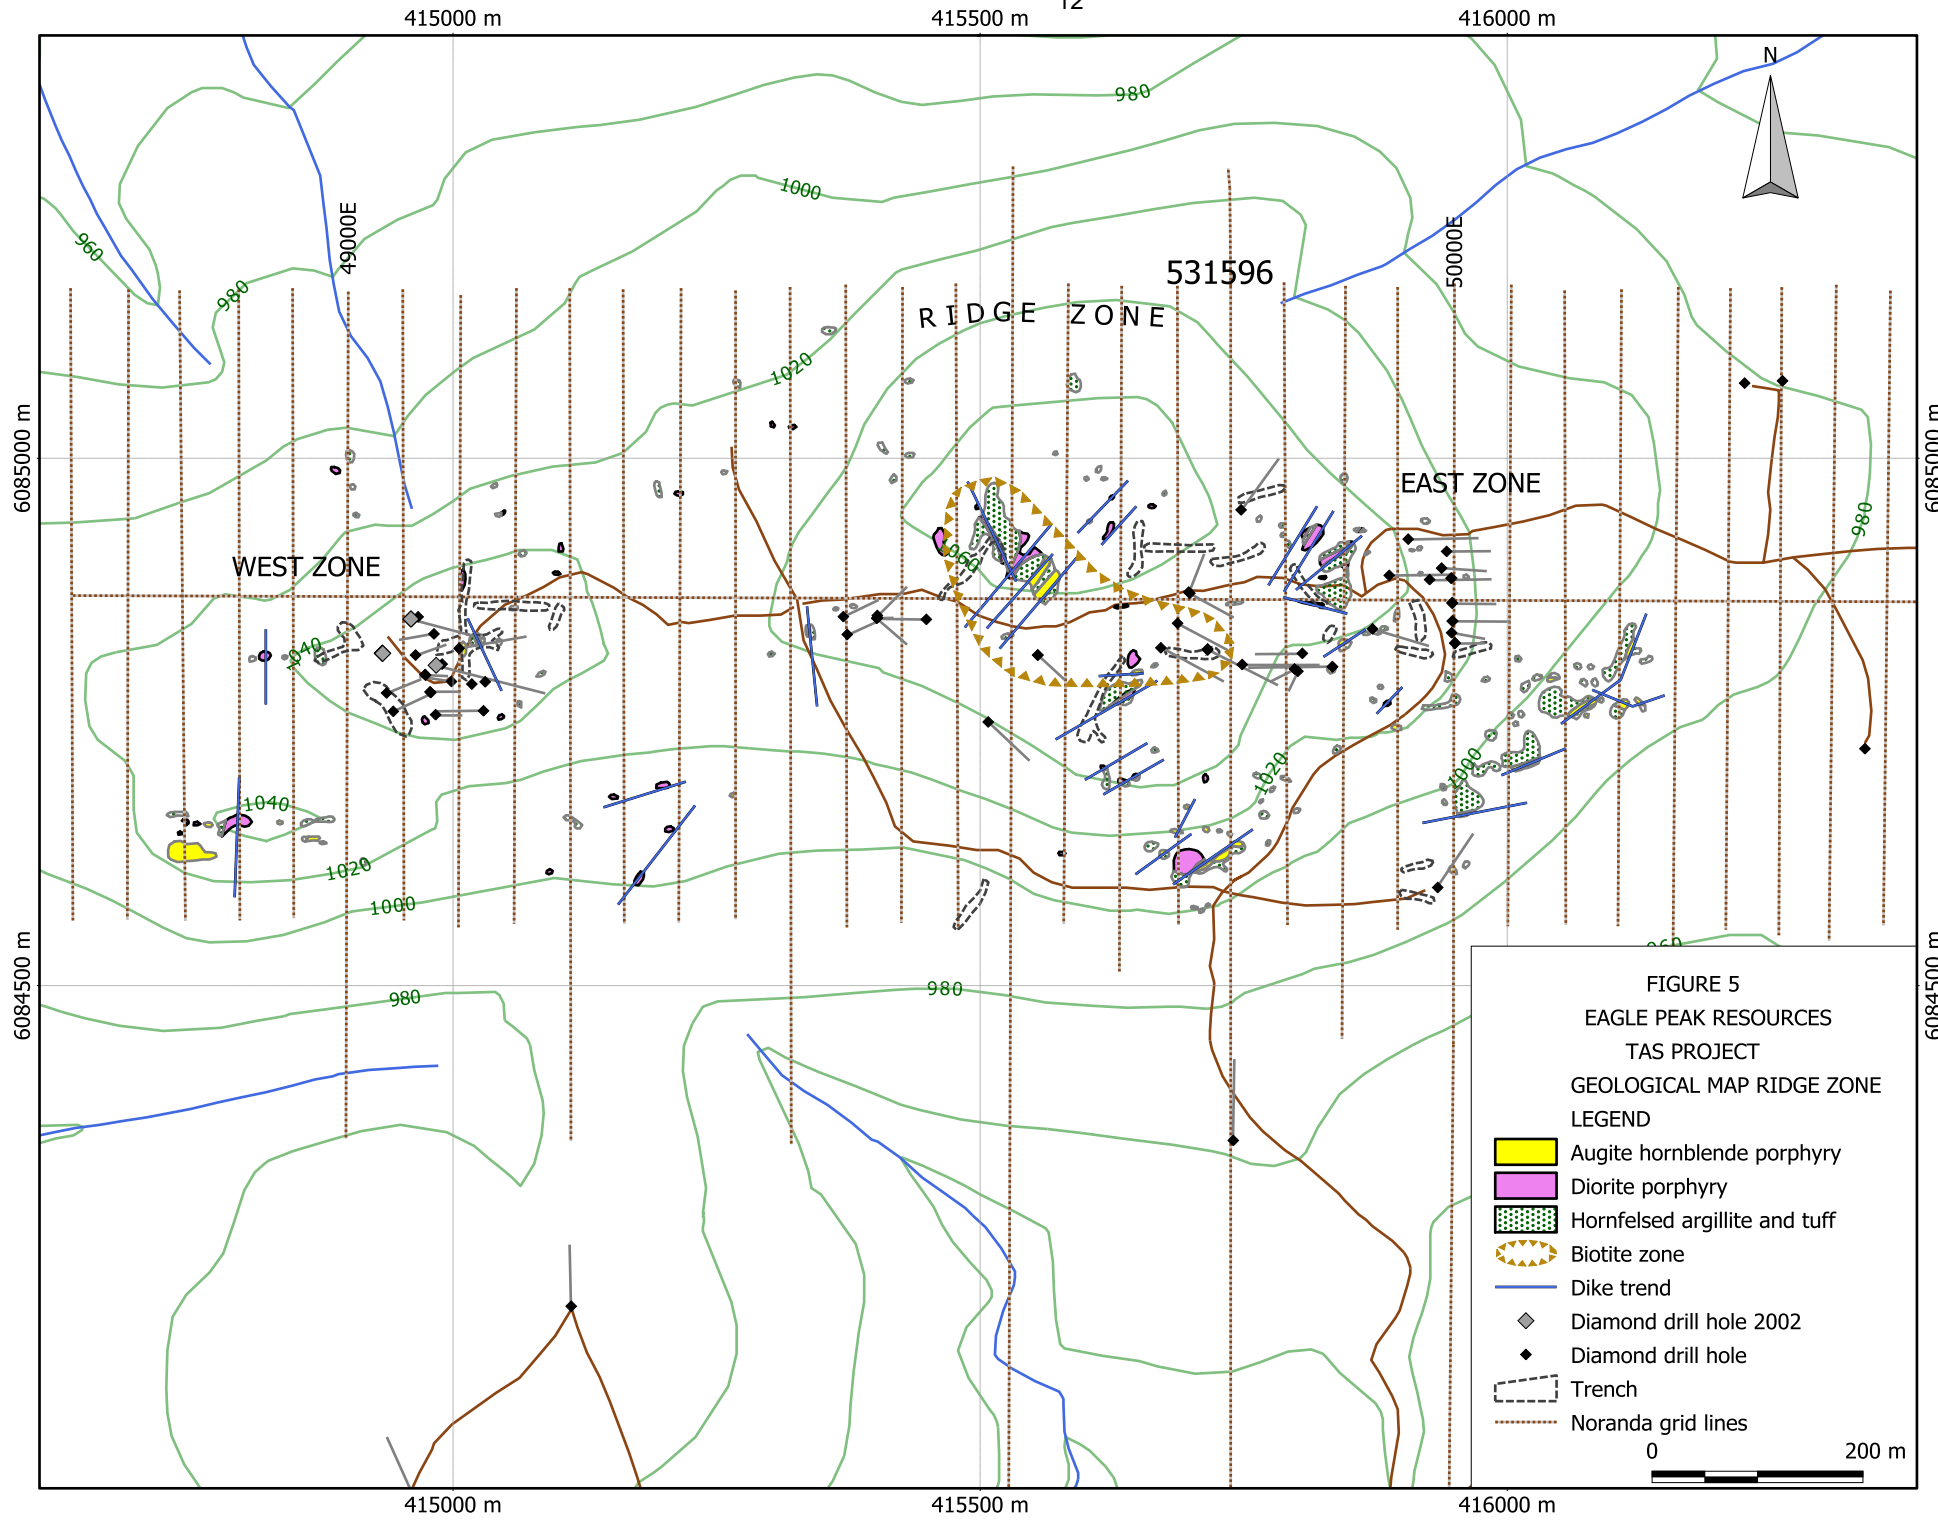 12
415000 m
415500 m
416000 m
N
980
1000
960
49000E
980
50000E
531596
RIDGE ZONE
1020
6085000 m
6085000 m
EAST ZONE
980
WEST ZONE
1060
1040
1040
1020
1000
1020
1000
6084500 m
6084500 m
960
980
980
FIGURE 5
EAGLE PEAK RESOURCES
TAS PROJECT
GEOLOGICAL MAP RIDGE ZONE
LEGEND
Augite hornblende porphyry
Diorite porphyry
Hornfelsed argillite and tuff
Biotite zone
Dike trend
Diamond drill hole 2002
Diamond drill hole
Trench
Noranda grid lines
0 200 m
415000 m
415500 m
416000 m